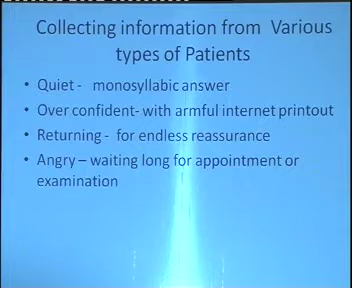 Collecting information from Various
types of Patients
• Quiet - monosyllabic answer
• Over confident- with armful internet printout
• Returning - for endless reassurance
• Angry – waiting long for appointment or
examination